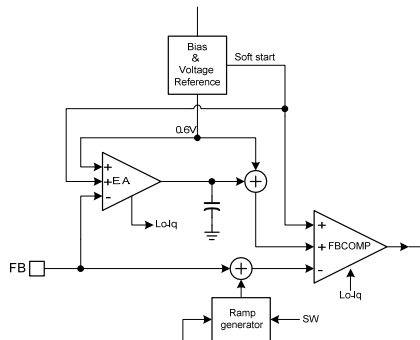 Bias
&
Voltage
Reference
Soft start
0.6V
+
+
-
E.A
+
Lo-Iq
FB
+
+
+
-
FBCOMP
Lo-Iq
Ramp
generator
SW